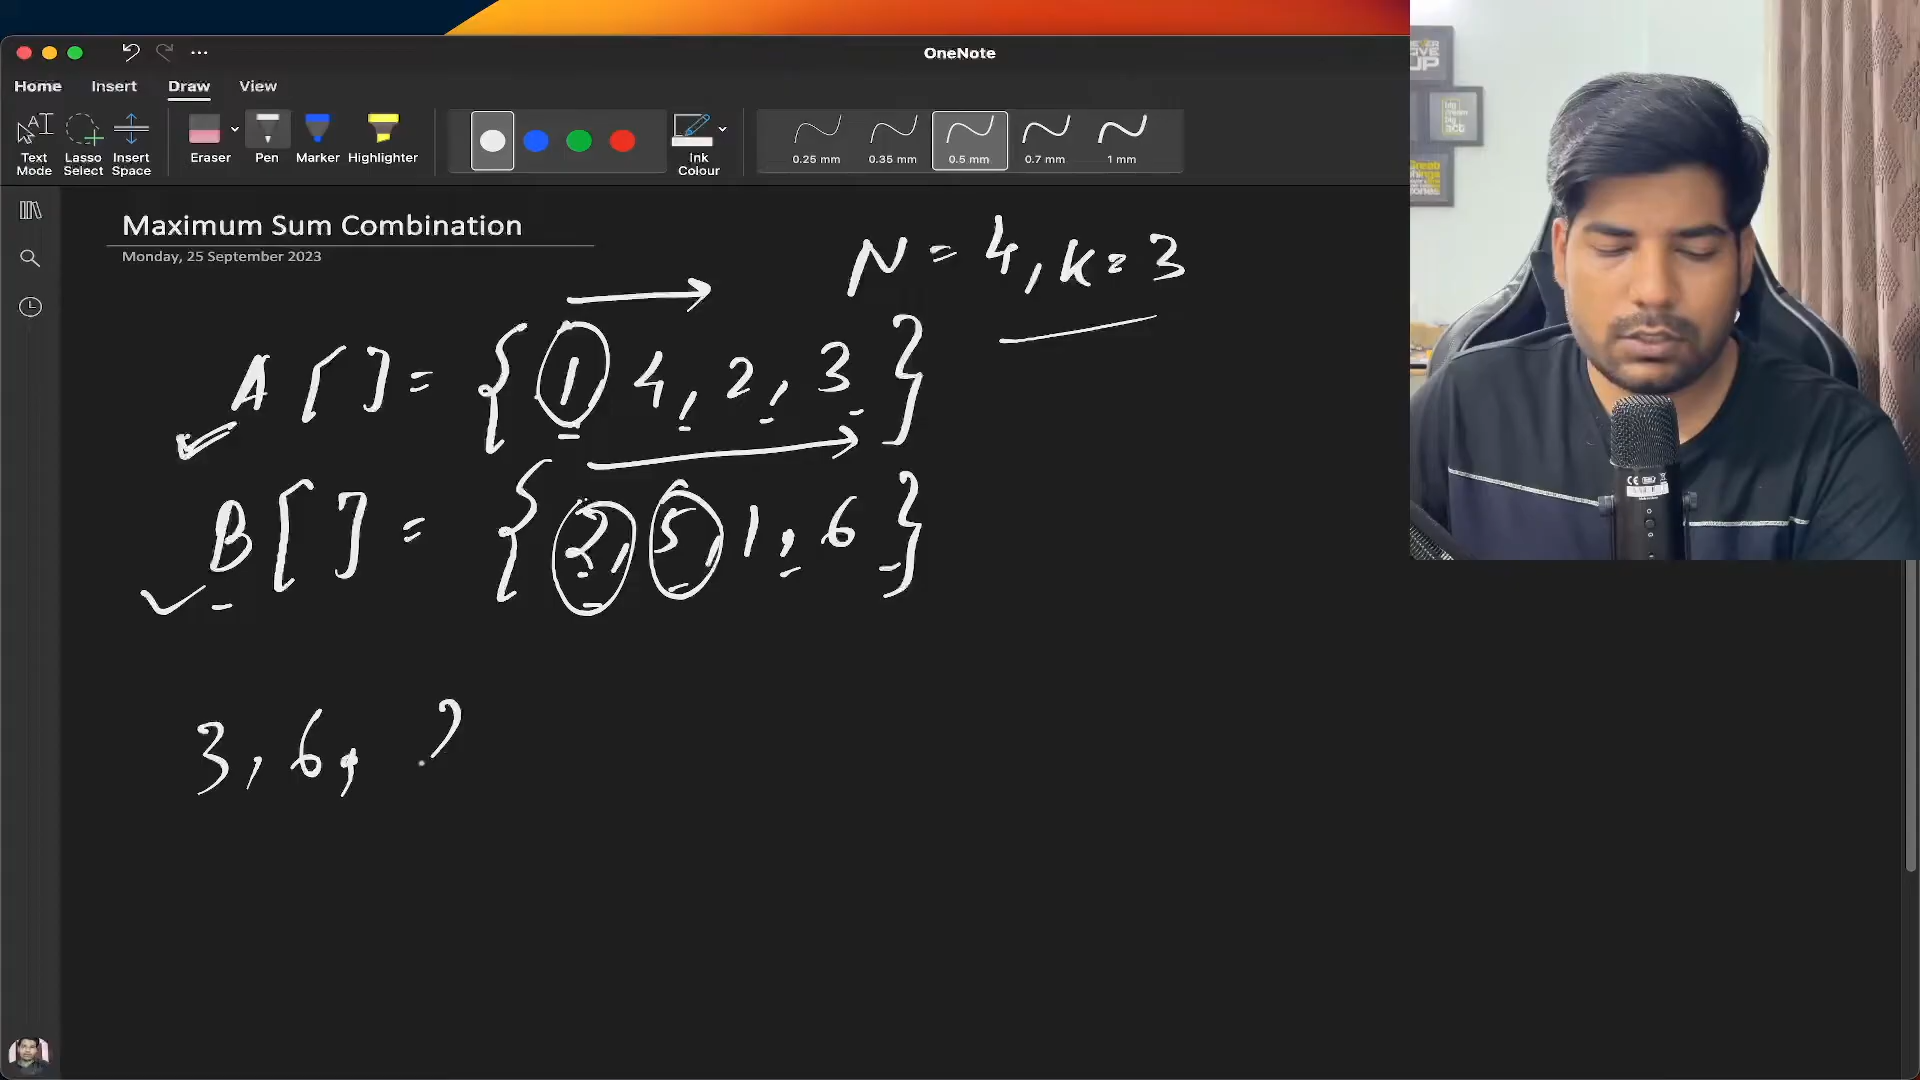 OneNote
Home Insert Draw View
Text Mode Lasso Select Insert Space Eraser Pen Marker Highlighter Ink Colour 0.25 mm 0.35 mm 0.5 mm 0.7 mm 1 mm
Maximum Sum Combination
Monday, 25 September 2023
N = 4, K = 3
A [ ] = { 1 4, 2, 3 }
B [ ] = { 2, 5, 1, 6 }
3, 6, 2